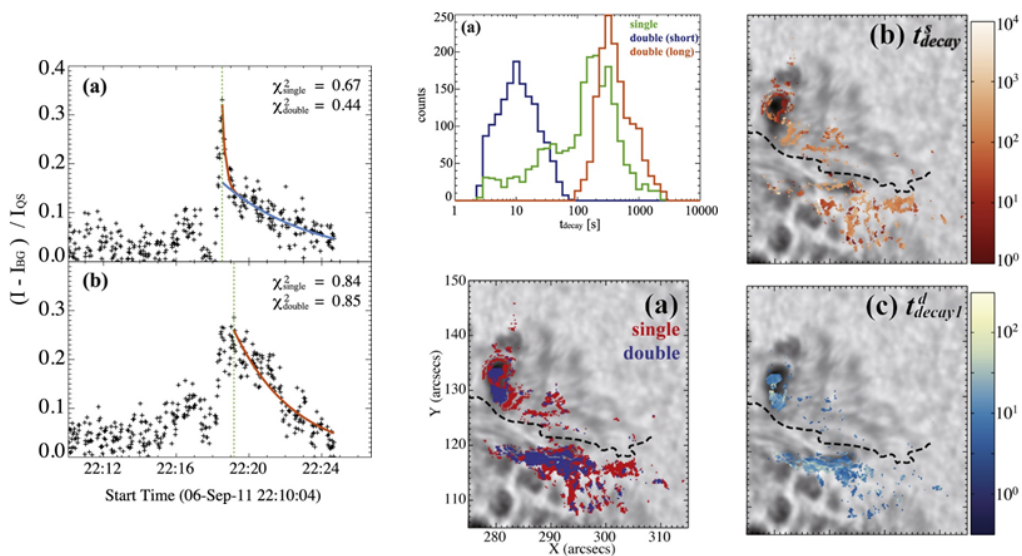 (a)
χ²single = 0.67
χ²double = 0.44
0.4
0.3
0.2
0.1
0.0
(b)
χ²single = 0.84
χ²double = 0.85
0.3
0.2
0.1
0.0
(I - IBG) / IQS
22:12 22:16 22:20 22:24
Start Time (06-Sep-11 22:10:04)
(a)
single
double (short)
double (long)
250
200
150
100
50
0
counts
1 10 100 1000 10000
tdecay [s]
(b) t^s_decay
10⁴
10³
10²
10¹
10⁰
(a)
single
double
150
140
130
120
110
Y (arcsecs)
280 290 300 310
X (arcsecs)
(c) t^d_decay1
10²
10¹
10⁰